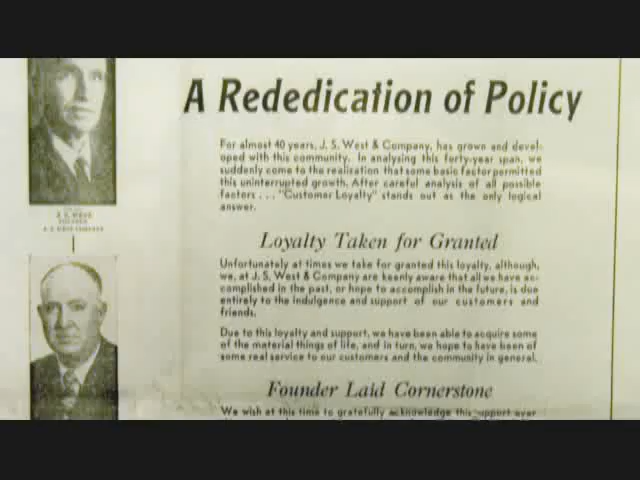 A Rededication of Policy
For almost 40 years, J. S. West & Company, has grown and devel-
oped with this community. In analysing this forty-year span, we
suddenly come to the realization that some basic factor permitted
this uninterrupted growth. After careful analysis of all possible
factors . . . "Customer Loyalty" stands out as the only logical
answer.
J. S. WEST
FOUNDER
J. S. WEST COMPANY
Loyalty Taken for Granted
Unfortunately at times we take for granted this loyalty, although,
we, at J. S. West & Company are keenly aware that all we have ac-
complished in the past, or hope to accomplish in the future, is due
entirely to the indulgence and support of our customers and
friends.
Due to this loyalty and support, we have been able to acquire some
of the material things of life, and in turn, we hope to have been of
some real service to our customers and the community in general.
Founder Laid Cornerstone
We wish at this time to gratefully acknowledge this support over